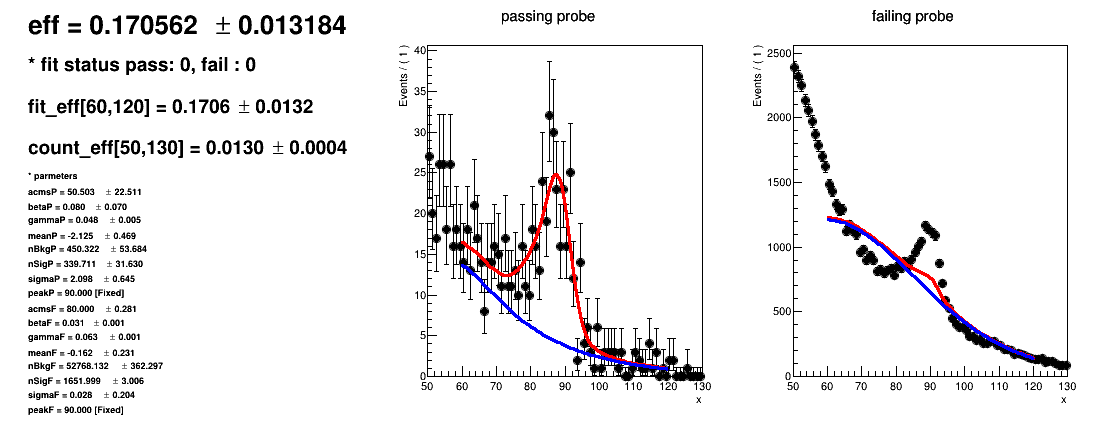 eff = 0.170562 ± 0.013184
* fit status pass: 0, fail : 0
fit_eff[60,120] = 0.1706 ± 0.0132
count_eff[50,130] = 0.0130 ± 0.0004
* parmeters
acmsP = 50.503 ± 22.511
betaP = 0.080 ± 0.070
gammaP = 0.048 ± 0.005
meanP = -2.125 ± 0.469
nBkgP = 450.322 ± 53.684
nSigP = 339.711 ± 31.630
sigmaP = 2.098 ± 0.645
peakP = 90.000 [Fixed]
acmsF = 80.000 ± 0.281
betaF = 0.031 ± 0.001
gammaF = 0.063 ± 0.001
meanF = -0.162 ± 0.231
nBkgF = 52768.132 ± 362.297
nSigF = 1651.999 ± 3.006
sigmaF = 0.028 ± 0.204
peakF = 90.000 [Fixed]
passing probe
Events / ( 1 )
40
35
30
25
20
15
10
5
0
50 60 70 80 90 100 110 120 130
x
failing probe
Events / ( 1 )
2500
2000
1500
1000
500
0
50 60 70 80 90 100 110 120 130
x